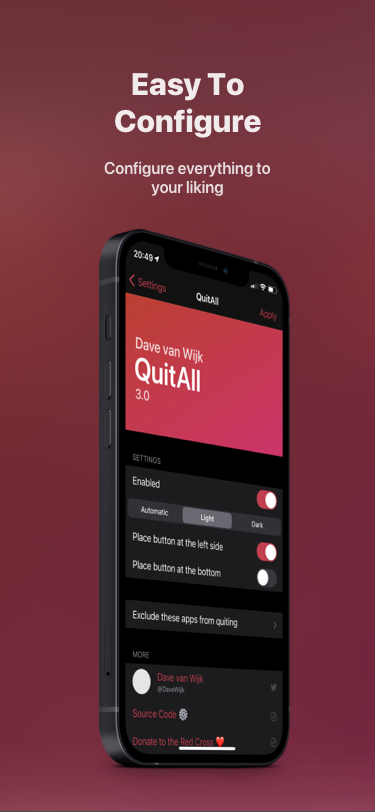 Easy To
Configure
Configure everything to
your liking
20:49
Settings
QuitAll
Apply
Dave van Wijk
QuitAll
3.0
SETTINGS
Enabled
Automatic
Light
Dark
Place button at the left side
Place button at the bottom
Exclude these apps from quiting
MORE
Dave van Wijk
@DaveWijk
Source Code ⚙️
Donate to the Red Cross ❤️